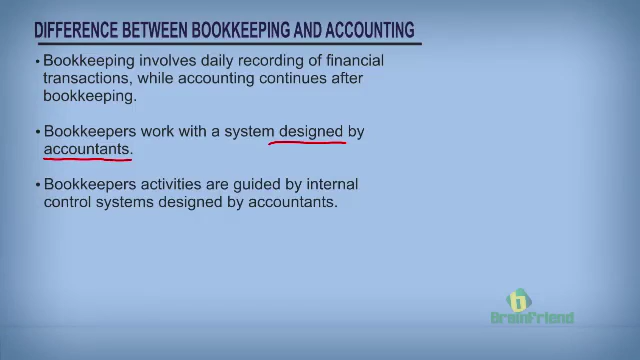 DIFFERENCE BETWEEN BOOKKEEPING AND ACCOUNTING
• Bookkeeping involves daily recording of financial
transactions, while accounting continues after
bookkeeping.
• Bookkeepers work with a system designed by
accountants.
• Bookkeepers activities are guided by internal
control systems designed by accountants.
b
BrainFriend